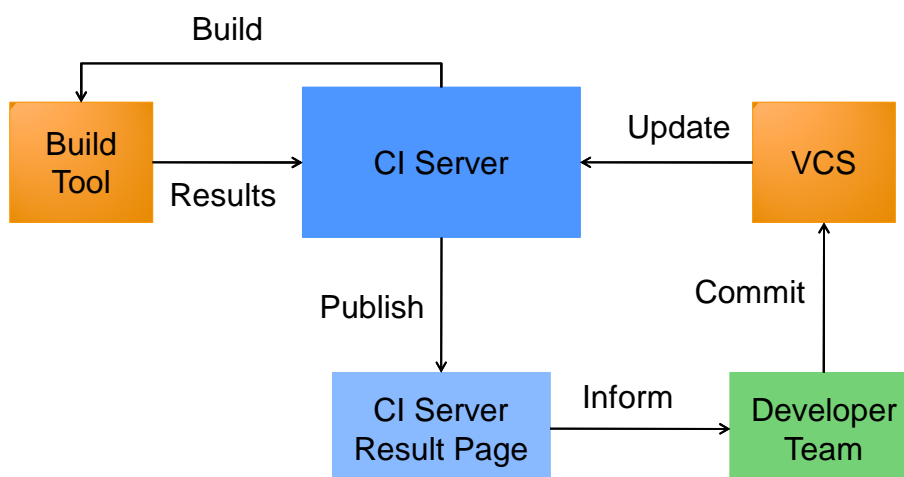 Build
Build
Tool
Results
CI Server
Update
VCS
Publish
Commit
CI Server
Result Page
Inform
Developer
Team